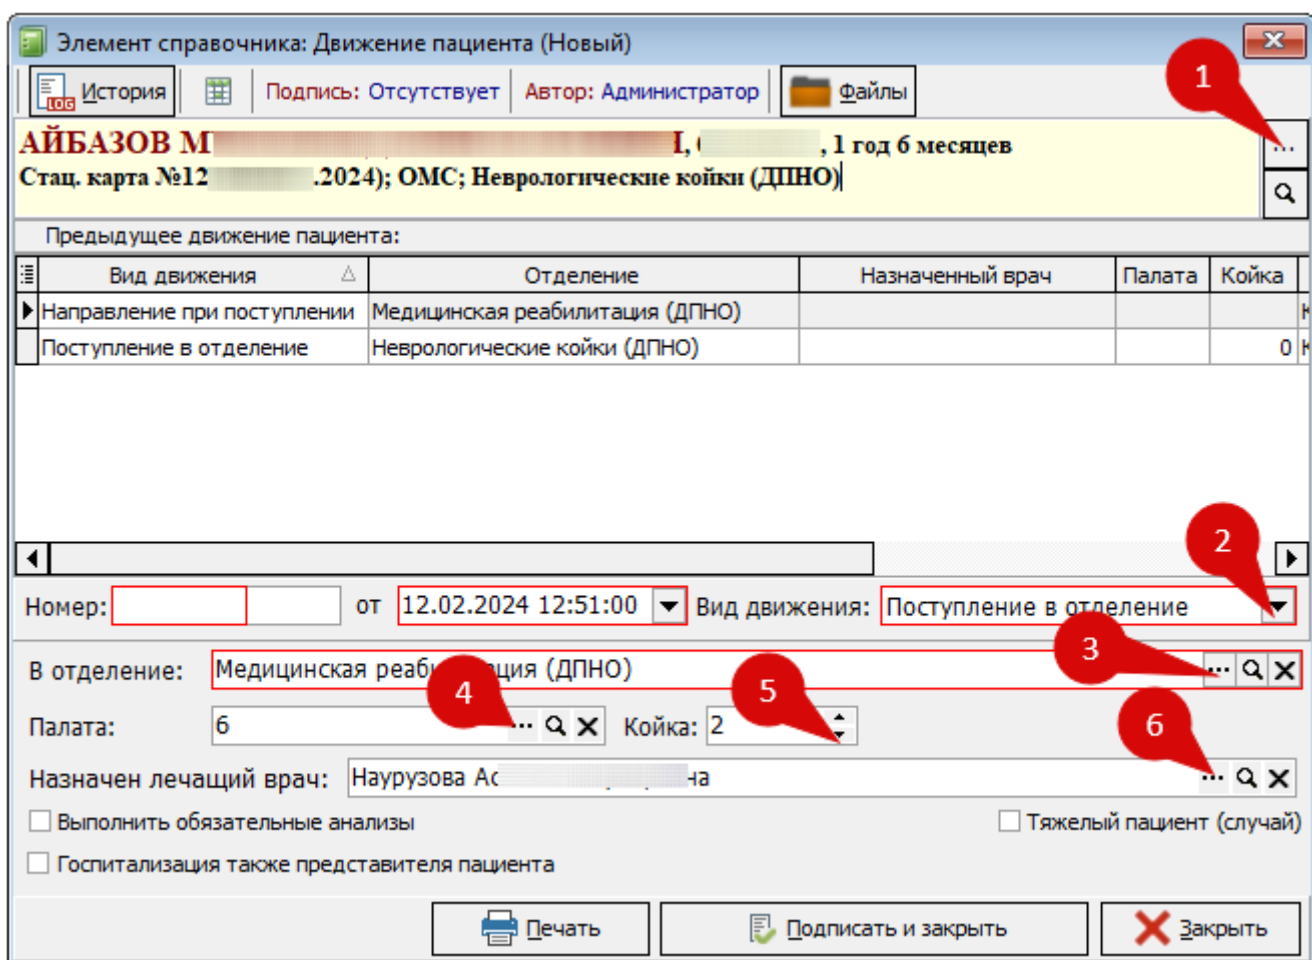 Элемент справочника: Движение пациента (Новый)
История Подпись: Отсутствует Автор: Администратор Файлы
1
АЙБАЗОВ М , 1 год 6 месяцев
Стац. карта №12 .2024); ОМС; Неврологические койки (ДПНО)
Предыдущее движение пациента:
Вид движения Отделение Назначенный врач Палата Койка
Направление при поступлении Медицинская реабилитация (ДПНО)
Поступление в отделение Неврологические койки (ДПНО) 0
2
Номер: от 12.02.2024 12:51:00 Вид движения: Поступление в отделение
3
В отделение: Медицинская реабилитация (ДПНО)
4 5 6
Палата: 6 Койка: 2
Назначен лечащий врач: Наурузова Ас на
Выполнить обязательные анализы Тяжелый пациент (случай)
Госпитализация также представителя пациента
Печать Подписать и закрыть Закрыть